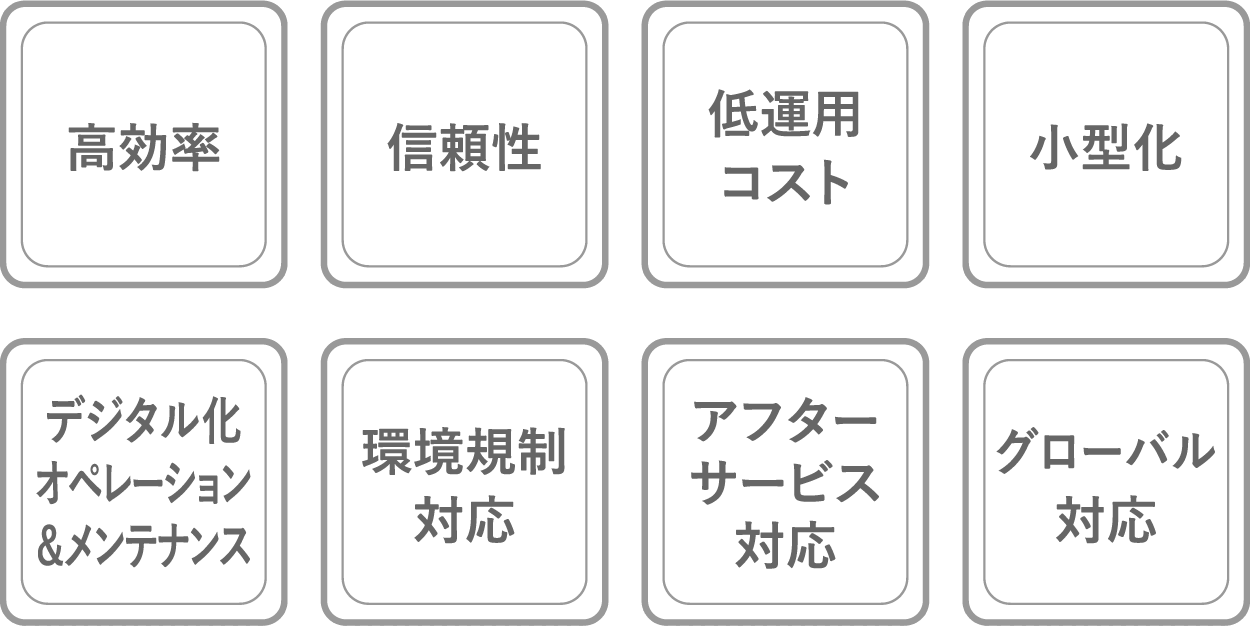 高効率
信頼性
低運用
コスト
小型化
デジタル化
オペレーション
&メンテナンス
環境規制
対応
アフター
サービス
対応
グローバル
対応